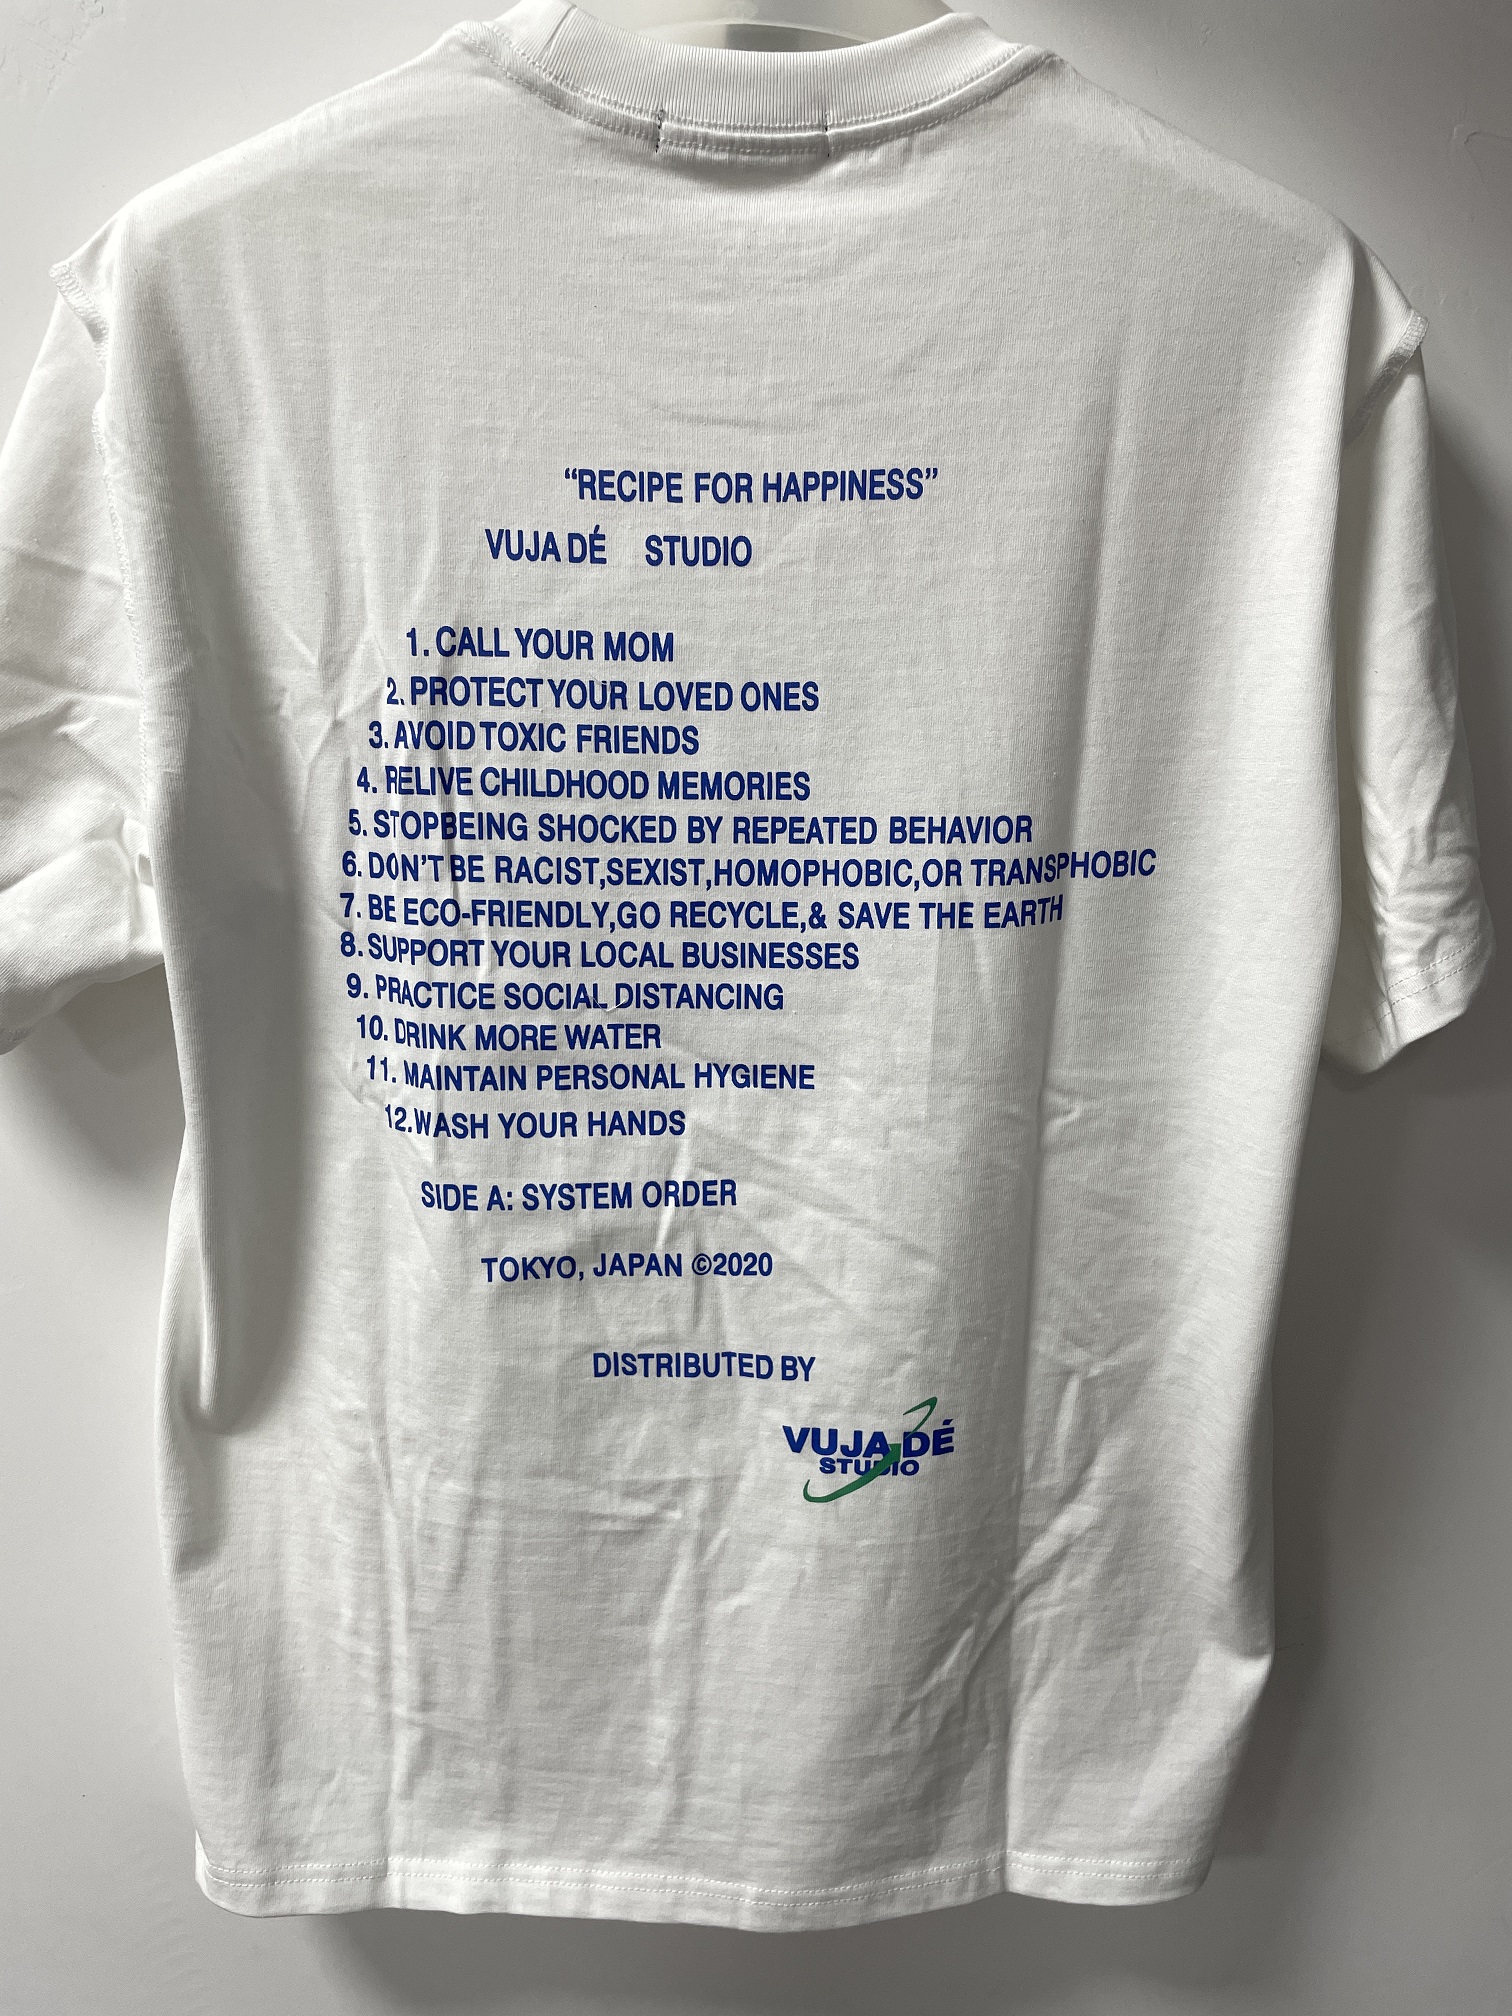 “RECIPE FOR HAPPINESS”
VUJA DÉ STUDIO
1. CALL YOUR MOM
2. PROTECT YOUR LOVED ONES
3. AVOID TOXIC FRIENDS
4. RELIVE CHILDHOOD MEMORIES
5. STOPBEING SHOCKED BY REPEATED BEHAVIOR
6. DON'T BE RACIST,SEXIST,HOMOPHOBIC,OR TRANSPHOBIC
7. BE ECO-FRIENDLY,GO RECYCLE,& SAVE THE EARTH
8. SUPPORT YOUR LOCAL BUSINESSES
9. PRACTICE SOCIAL DISTANCING
10. DRINK MORE WATER
11. MAINTAIN PERSONAL HYGIENE
12.WASH YOUR HANDS
SIDE A: SYSTEM ORDER
TOKYO, JAPAN ©2020
DISTRIBUTED BY
VUJA DÉ
STUDIO